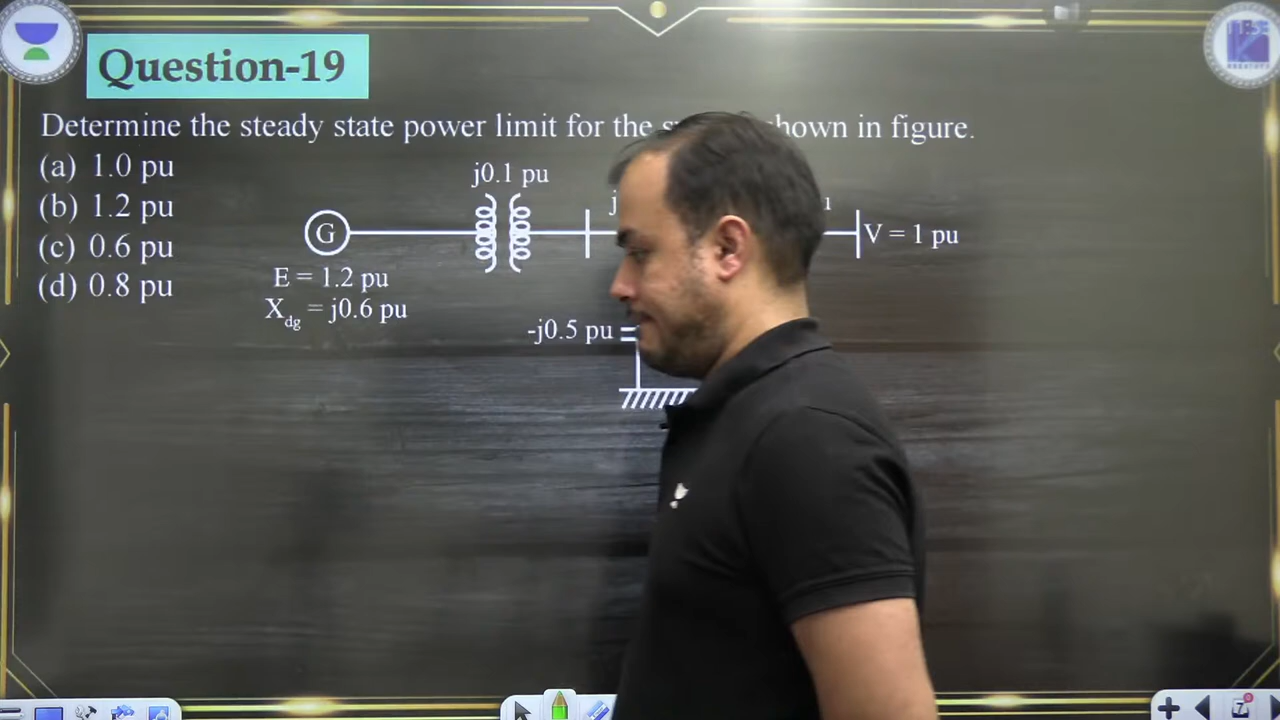 Question-19
Determine the steady state power limit for the shown in figure.
(a) 1.0 pu
(b) 1.2 pu
(c) 0.6 pu
(d) 0.8 pu
j0.1 pu
G
V = 1 pu
E = 1.2 pu
Xdg = j0.6 pu
-j0.5 pu